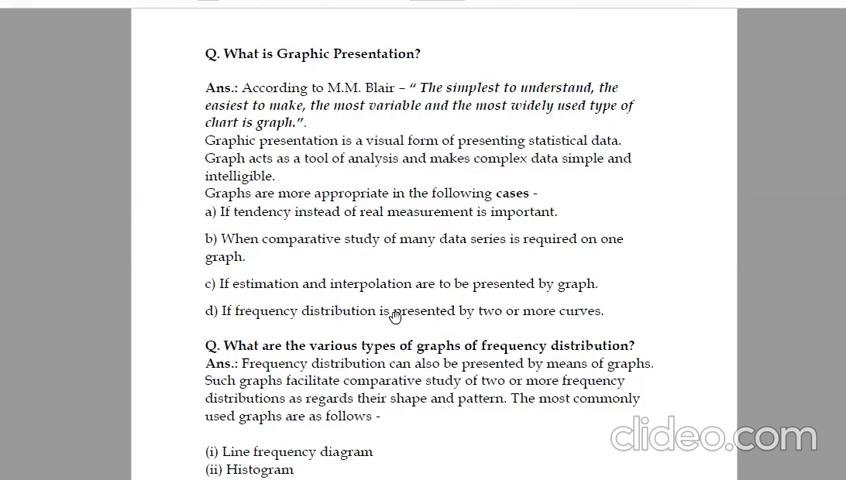 Q. What is Graphic Presentation?
Ans.: According to M.M. Blair – “ The simplest to understand, the
easiest to make, the most variable and the most widely used type of
chart is graph.”.
Graphic presentation is a visual form of presenting statistical data.
Graph acts as a tool of analysis and makes complex data simple and
intelligible.
Graphs are more appropriate in the following cases -
a) If tendency instead of real measurement is important.
b) When comparative study of many data series is required on one
graph.
c) If estimation and interpolation are to be presented by graph.
d) If frequency distribution is presented by two or more curves.
Q. What are the various types of graphs of frequency distribution?
Ans.: Frequency distribution can also be presented by means of graphs.
Such graphs facilitate comparative study of two or more frequency
distributions as regards their shape and pattern. The most commonly
used graphs are as follows -
(i) Line frequency diagram
(ii) Histogram
clideo.com